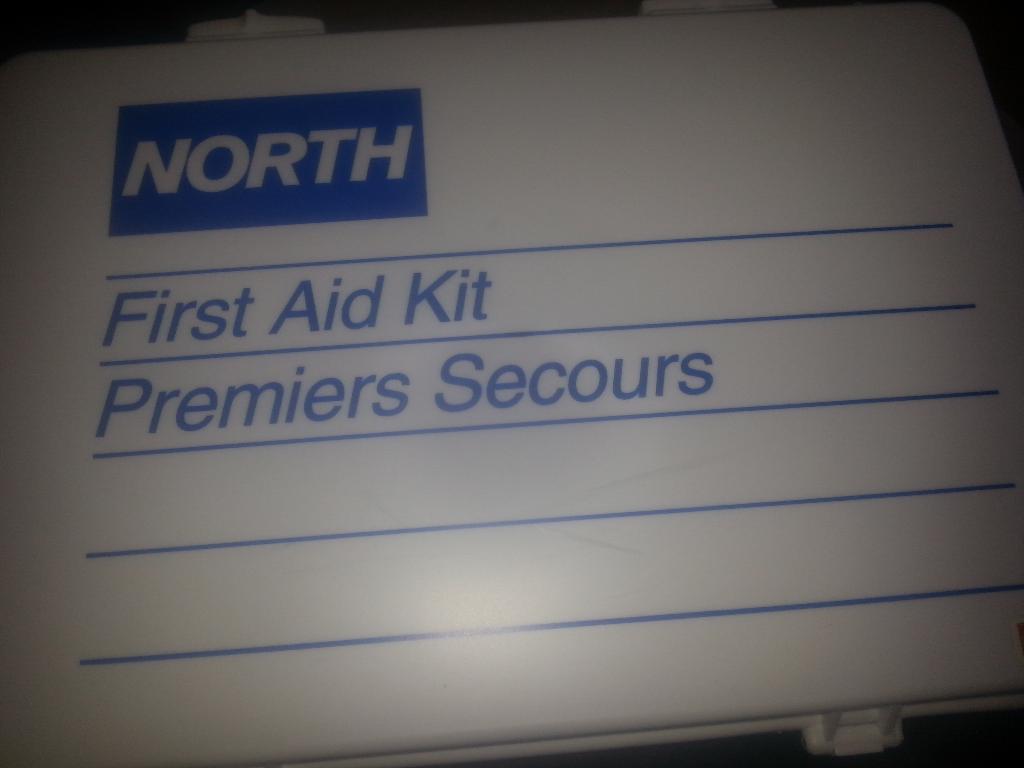 NORTH
First Aid Kit
Premiers Secours